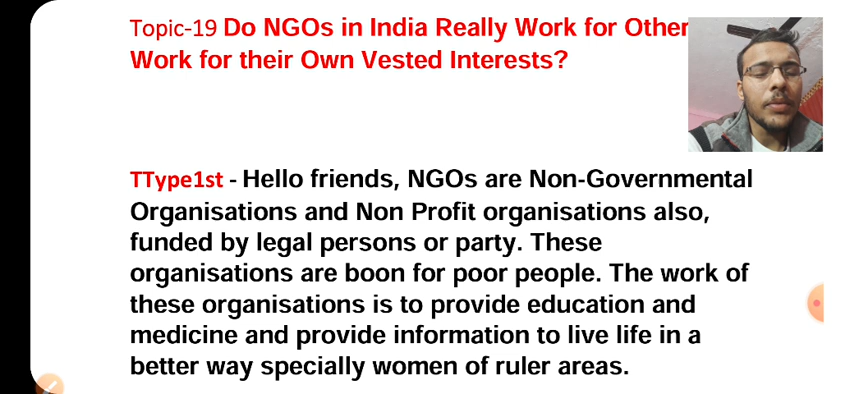 Topic-19 Do NGOs in India Really Work for Other
Work for their Own Vested Interests?
TType1st - Hello friends, NGOs are Non-Governmental
Organisations and Non Profit organisations also,
funded by legal persons or party. These
organisations are boon for poor people. The work of
these organisations is to provide education and
medicine and provide information to live life in a
better way specially women of ruler areas.